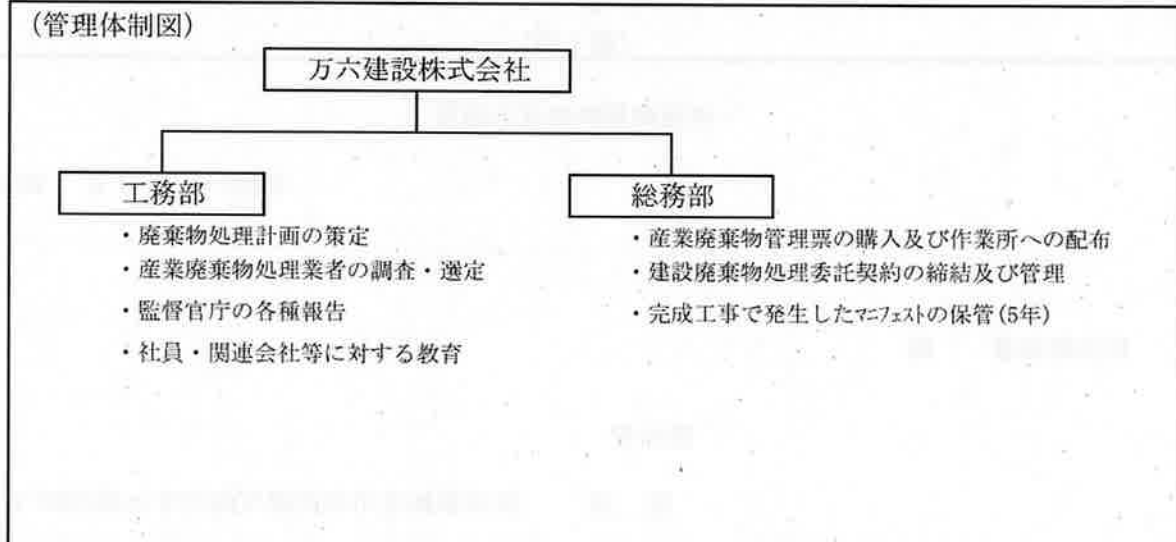 (管理体制図)
万六建設株式会社
工務部
・廃棄物処理計画の策定
・産業廃棄物処理業者の調査・選定
・監督官庁の各種報告
・社員・関連会社等に対する教育
総務部
・産業廃棄物管理票の購入及び作業所への配布
・建設廃棄物処理委託契約の締結及び管理
・完成工事で発生したマニフェストの保管(5年)